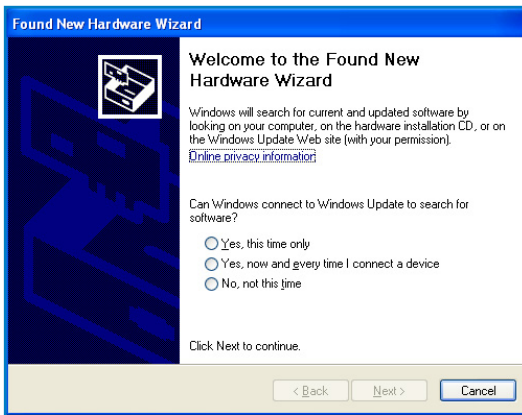 Found New Hardware Wizard
Welcome to the Found New
Hardware Wizard
Windows will search for current and updated software by
looking on your computer, on the hardware installation CD, or on
the Windows Update Web site (with your permission).
Online privacy information
Can Windows connect to Windows Update to search for
software?
Yes, this time only
Yes, now and every time I connect a device
No, not this time
Click Next to continue.
< Back
Next >
Cancel